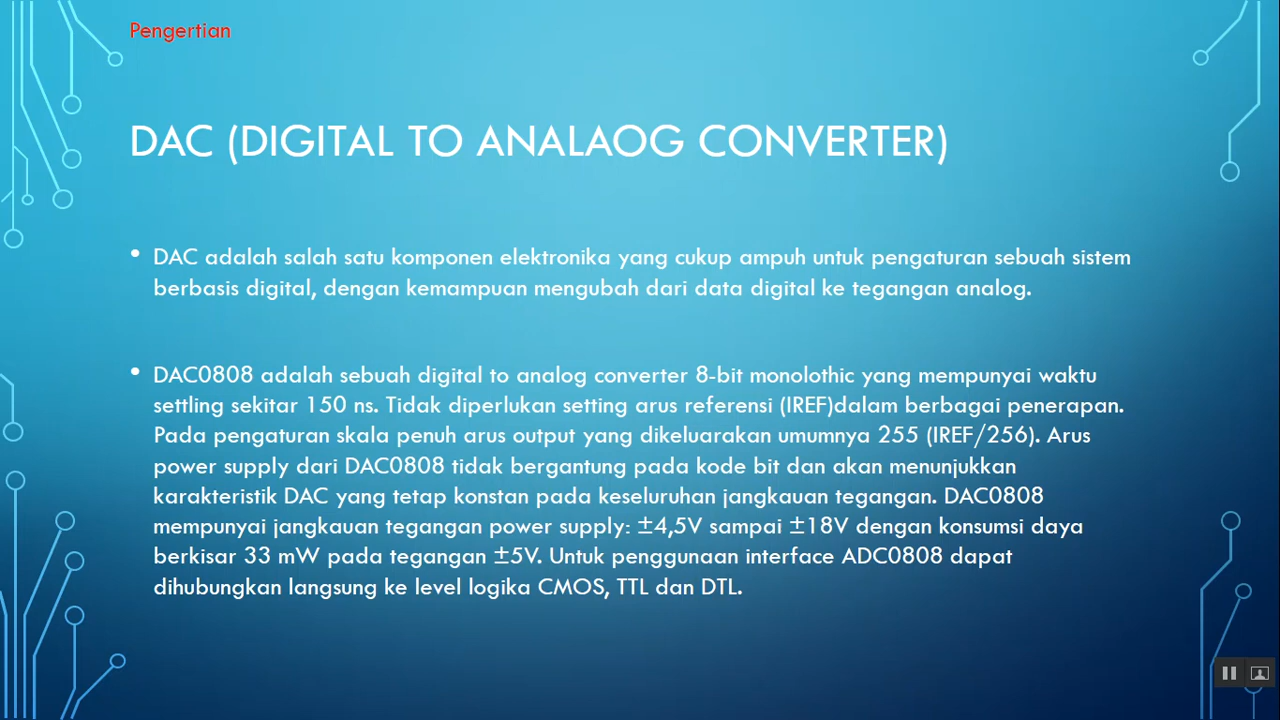 Pengertian
DAC (DIGITAL TO ANALAOG CONVERTER)
• DAC adalah salah satu komponen elektronika yang cukup ampuh untuk pengaturan sebuah sistem
berbasis digital, dengan kemampuan mengubah dari data digital ke tegangan analog.
• DAC0808 adalah sebuah digital to analog converter 8-bit monolothic yang mempunyai waktu
settling sekitar 150 ns. Tidak diperlukan setting arus referensi (IREF)dalam berbagai penerapan.
Pada pengaturan skala penuh arus output yang dikeluarakan umumnya 255 (IREF/256). Arus
power supply dari DAC0808 tidak bergantung pada kode bit dan akan menunjukkan
karakteristik DAC yang tetap konstan pada keseluruhan jangkauan tegangan. DAC0808
mempunyai jangkauan tegangan power supply: ±4,5V sampai ±18V dengan konsumsi daya
berkisar 33 mW pada tegangan ±5V. Untuk penggunaan interface ADC0808 dapat
dihubungkan langsung ke level logika CMOS, TTL dan DTL.